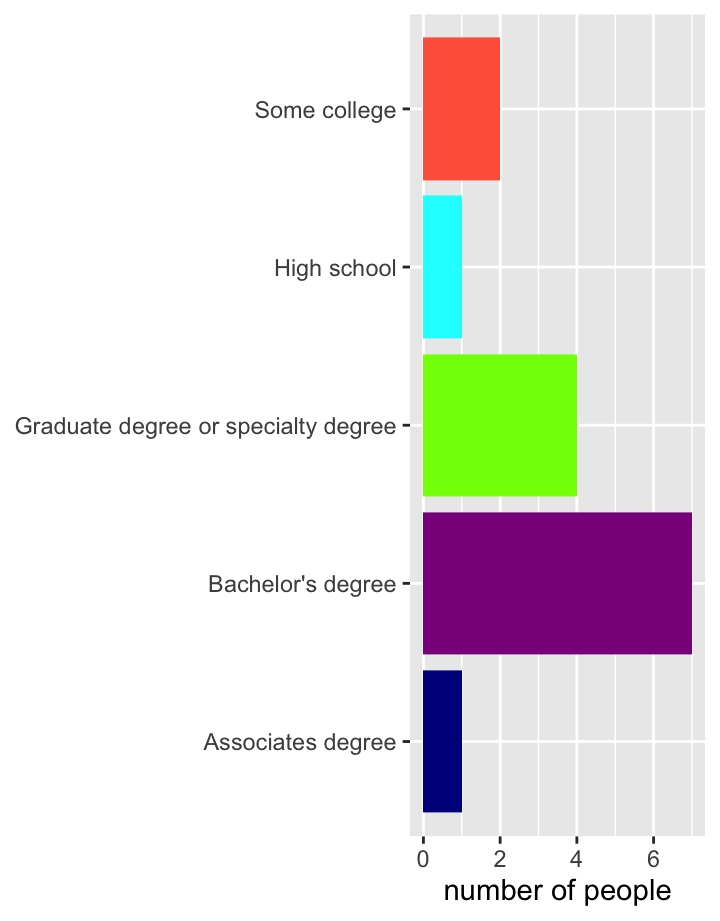 Some college
High school
Graduate degree or specialty degree
Bachelor's degree
Associates degree
0 2 4 6
number of people